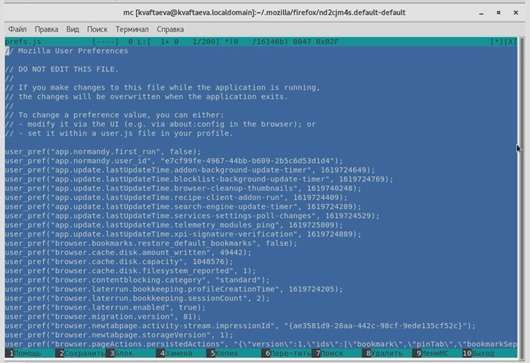 mc [kvaftaeva@kvaftaeva.localdomain]:~/.mozilla/firefox/nd2cjm4s.default-default
Файл Правка Вид Поиск Терминал Справка
prefs.js [----] 0 L:[ 1+ 0 1/200] *(0 /16146b) 0047 0x02F [*][X]
// Mozilla User Preferences
// DO NOT EDIT THIS FILE.
//
// If you make changes to this file while the application is running,
// the changes will be overwritten when the application exits.
//
// To change a preference value, you can either:
// - modify it via the UI (e.g. via about:config in the browser); or
// - set it within a user.js file in your profile.
user_pref("app.normandy.first_run", false);
user_pref("app.normandy.user_id", "e7cf99fe-4967-44bb-b609-2b5c6d53d1d4");
user_pref("app.update.lastUpdateTime.addon-background-update-timer", 1619724649);
user_pref("app.update.lastUpdateTime.blocklist-background-update-timer", 1619724769);
user_pref("app.update.lastUpdateTime.browser-cleanup-thumbnails", 1619740248);
user_pref("app.update.lastUpdateTime.recipe-client-addon-run", 1619724409);
user_pref("app.update.lastUpdateTime.search-engine-update-timer", 1619724289);
user_pref("app.update.lastUpdateTime.services-settings-poll-changes", 1619724529);
user_pref("app.update.lastUpdateTime.telemetry_modules_ping", 1619725009);
user_pref("app.update.lastUpdateTime.xpi-signature-verification", 1619724889);
user_pref("browser.bookmarks.restore_default_bookmarks", false);
user_pref("browser.cache.disk.amount_written", 49442);
user_pref("browser.cache.disk.capacity", 1048576);
user_pref("browser.cache.disk.filesystem_reported", 1);
user_pref("browser.contentblocking.category", "standard");
user_pref("browser.laterrun.bookkeeping.profileCreationTime", 1619724205);
user_pref("browser.laterrun.bookkeeping.sessionCount", 2);
user_pref("browser.laterrun.enabled", true);
user_pref("browser.migration.version", 81);
user_pref("browser.newtabpage.activity-stream.impressionId", "{ae3581d9-28aa-442c-98cf-9ede135cf52c}");
user_pref("browser.newtabpage.storageVersion", 1);
user_pref("browser.pageActions.persistedActions", "{\"version\":1,\"ids\":[\"bookmark\",\"pinTab\",\"bookmarkSep
1Помощь 2Сохранить 3Блок 4Замена 5Копия 6Пере~тить 7Поиск 8Удалить 9МенюMC 10Выход